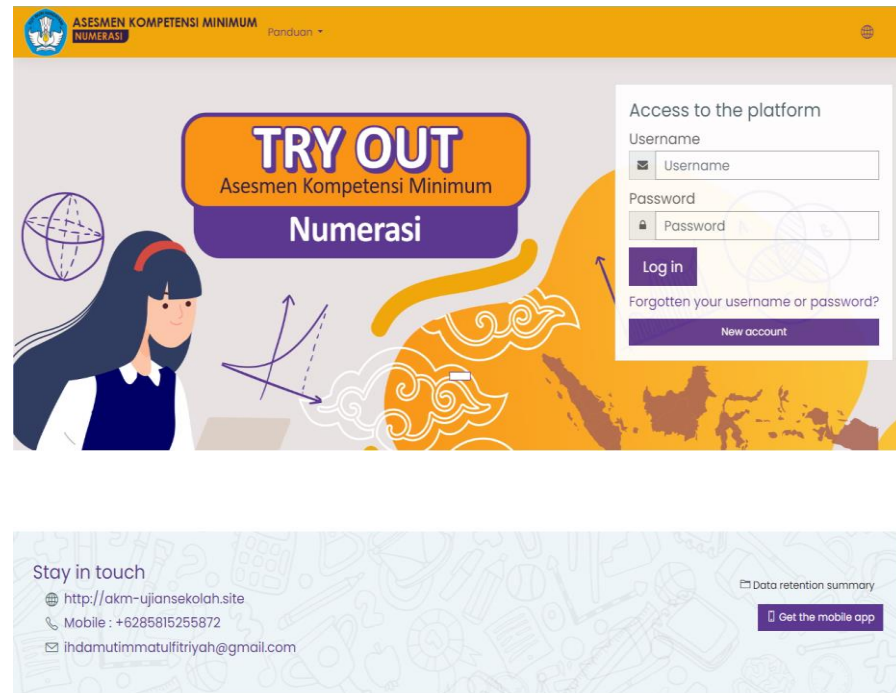 ASESMEN KOMPETENSI MINIMUM
NUMERASI
Panduan
TRY OUT
Asesmen Kompetensi Minimum
Numerasi
Access to the platform
Username
Username
Password
Password
Log in
Forgotten your username or password?
New account
A B
Stay in touch
http://akm-ujiansekolah.site
Mobile : +6285815255872
ihdamutimmatulfitriyah@gmail.com
Data retention summary
Get the mobile app